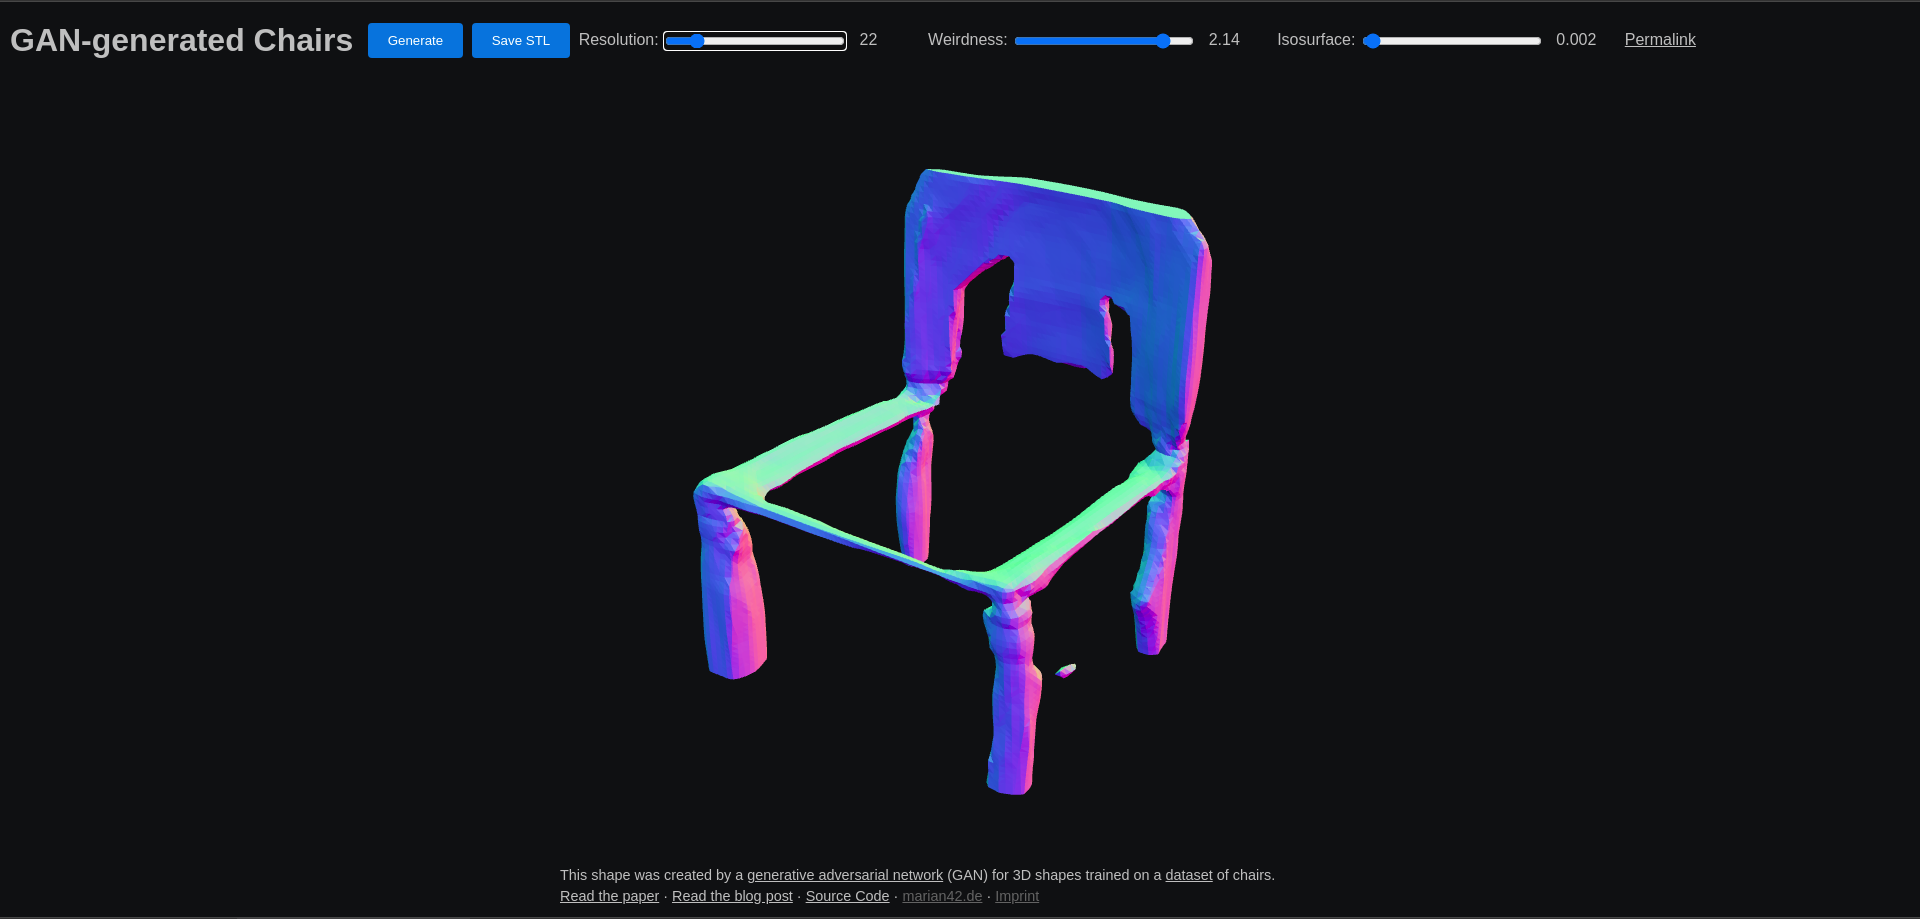 GAN-generated Chairs Generate Save STL Resolution: 22 Weirdness: 2.14 Isosurface: 0.002 Permalink
This shape was created by a generative adversarial network (GAN) for 3D shapes trained on a dataset of chairs.
Read the paper · Read the blog post · Source Code · marian42.de · Imprint